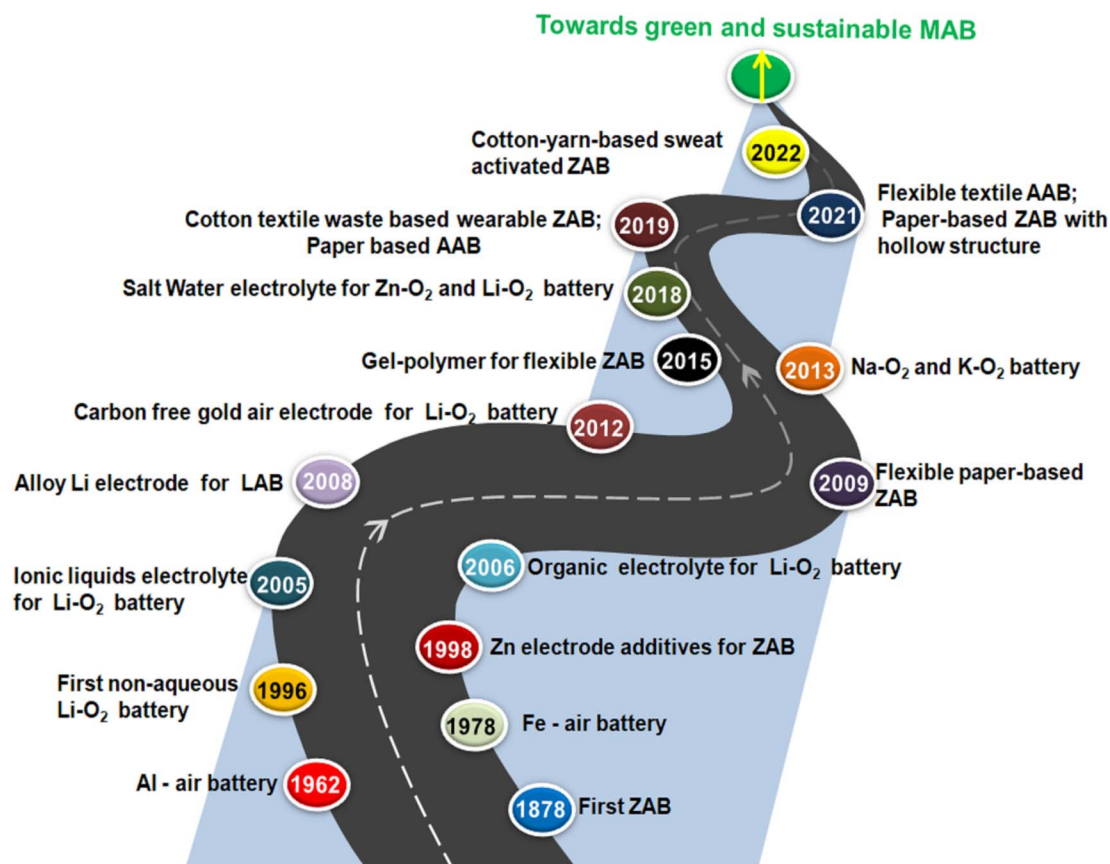 Towards green and sustainable MAB
Cotton-yarn-based sweat
activated ZAB
2022
Flexible textile AAB;
Paper-based ZAB with
hollow structure
2021
Cotton textile waste based wearable ZAB;
Paper based AAB
2019
Salt Water electrolyte for Zn-O₂ and Li-O₂ battery
2018
Gel-polymer for flexible ZAB
2015
2013
Na-O₂ and K-O₂ battery
Carbon free gold air electrode for Li-O₂ battery
2012
Alloy Li electrode for LAB
2008
2009
Flexible paper-based
ZAB
Ionic liquids electrolyte
for Li-O₂ battery
2005
2006
Organic electrolyte for Li-O₂ battery
1998
Zn electrode additives for ZAB
First non-aqueous
Li-O₂ battery
1996
1978
Fe - air battery
Al - air battery
1962
1878
First ZAB